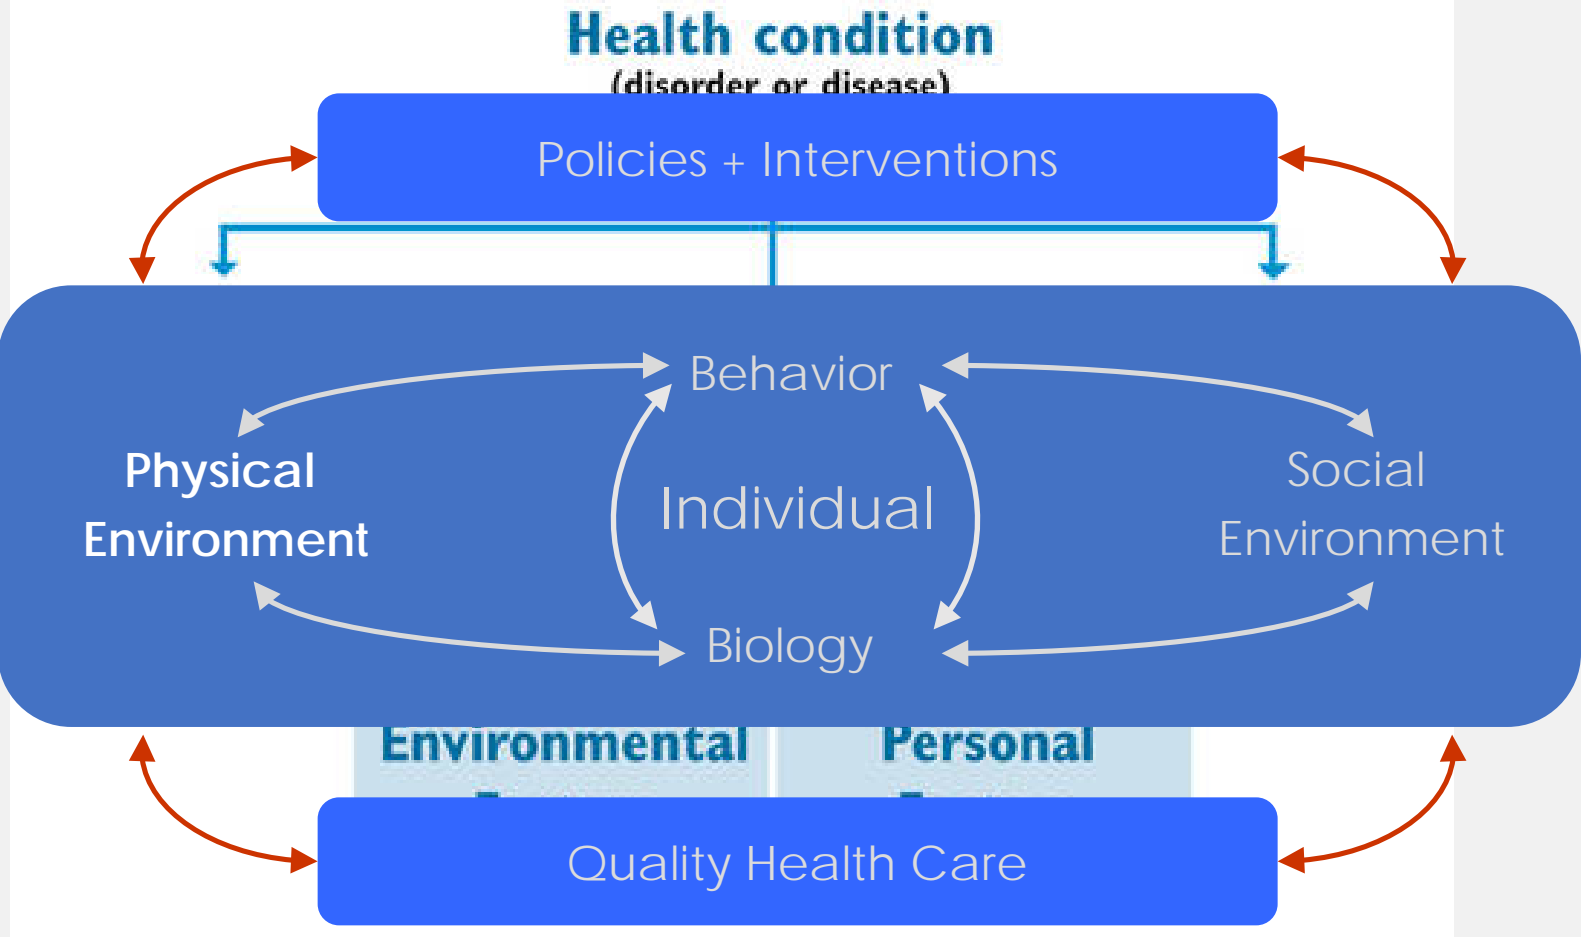 Health condition
(disorder or disease)
Policies + Interventions
Behavior
Physical
Environment
Individual
Social
Environment
Biology
Environmental
Personal
Quality Health Care